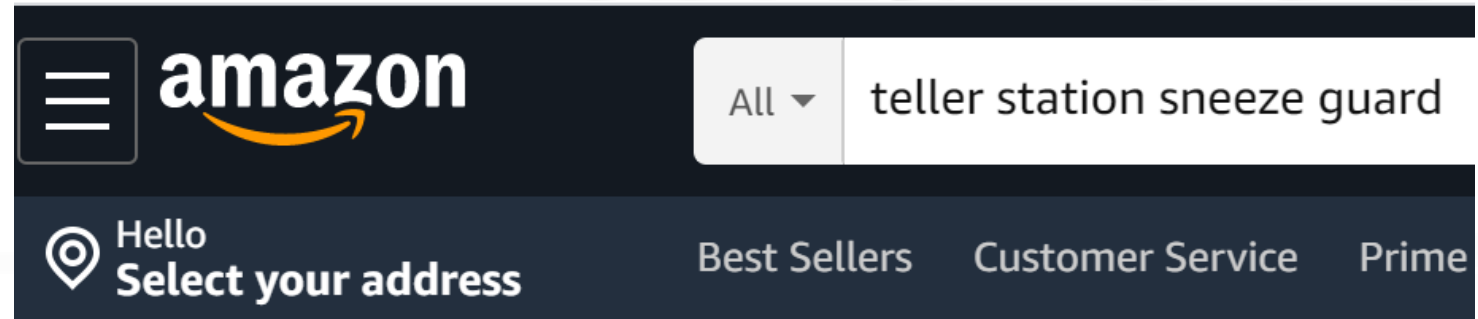 amazon
All teller station sneeze guard
Hello
Select your address
Best Sellers Customer Service Prime